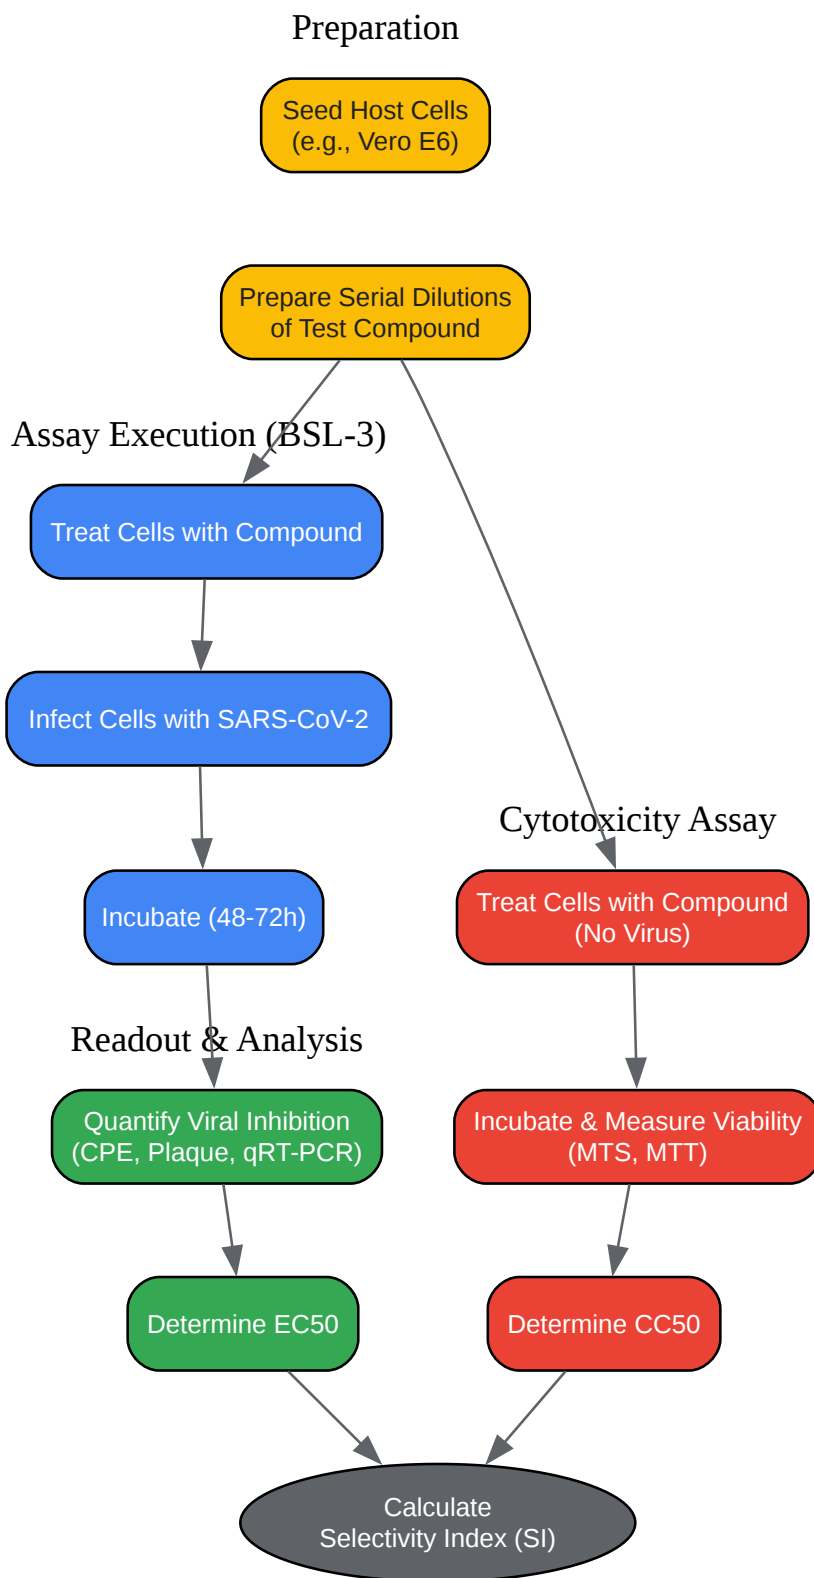 Preparation
Seed Host Cells
(e.g., Vero E6)
Prepare Serial Dilutions
of Test Compound
Assay Execution (BSL-3)
Treat Cells with Compound
Infect Cells with SARS-CoV-2
Incubate (48-72h)
Readout & Analysis
Quantify Viral Inhibition
(CPE, Plaque, qRT-PCR)
Determine EC50
Cytotoxicity Assay
Treat Cells with Compound
(No Virus)
Incubate & Measure Viability
(MTS, MTT)
Determine CC50
Calculate
Selectivity Index (SI)